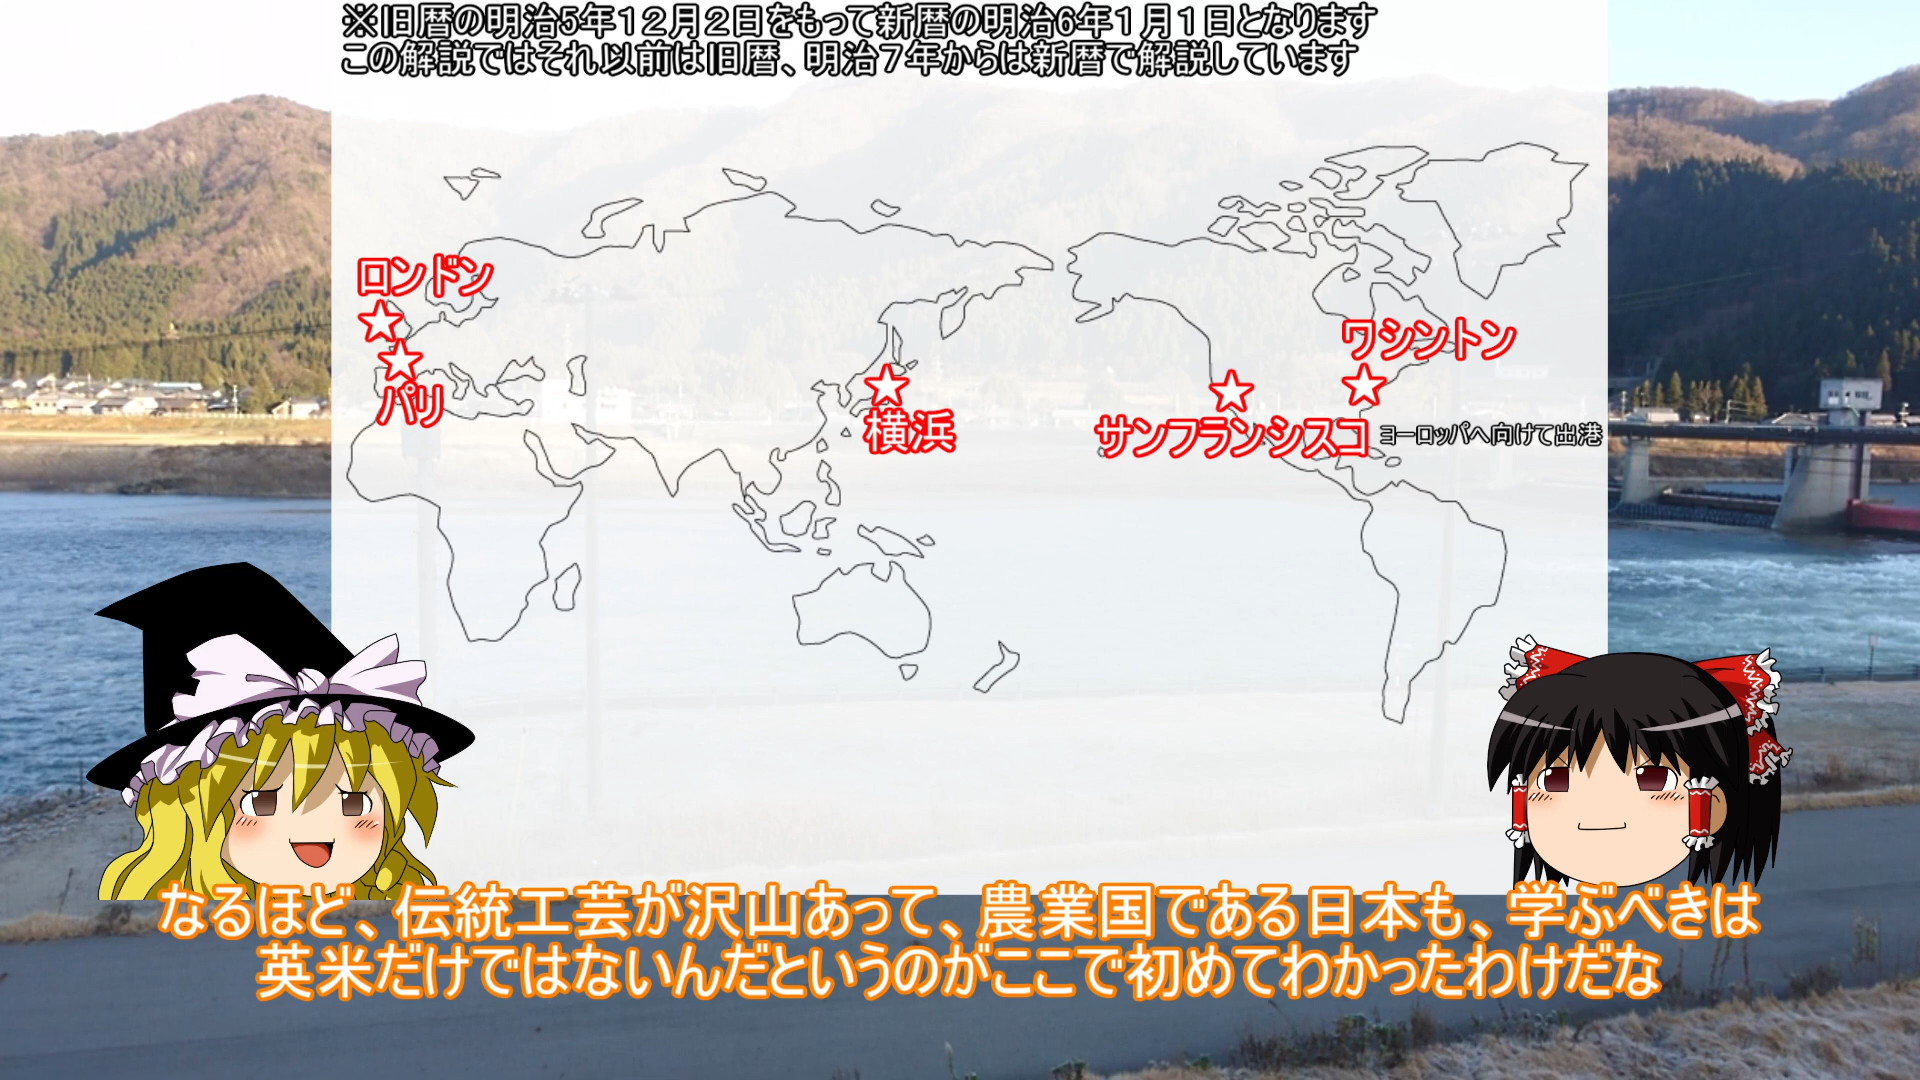 ※旧暦の明治5年１２月２日をもって新暦の明治6年１月１日となります
この解説ではそれ以前は旧暦、明治７年からは新暦で解説しています
ロンドン
パリ
横浜
ワシントン
サンフランシスコ
ヨーロッパへ向けて出港
なるほど、伝統工芸が沢山あって、農業国である日本も、学ぶべきは
英米だけではないんだというのがここで初めてわかったわけだな